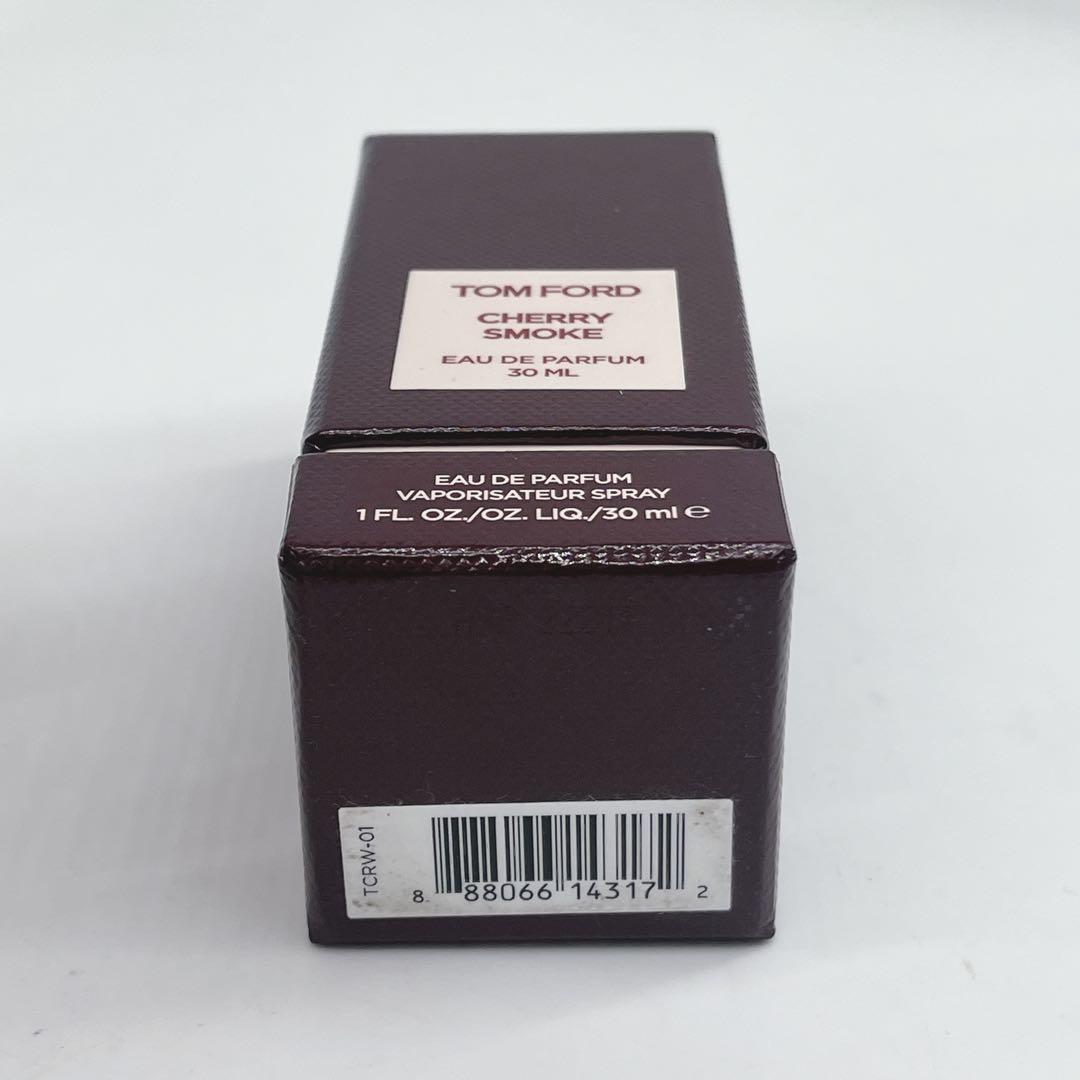 TOM FORD
CHERRY
SMOKE
EAU DE PARFUM
30 ML
EAU DE PARFUM
VAPORISATEUR SPRAY
1 FL. OZ./OZ. LIQ./30 ml ℮
TCRW-01
8 88066 14317 2